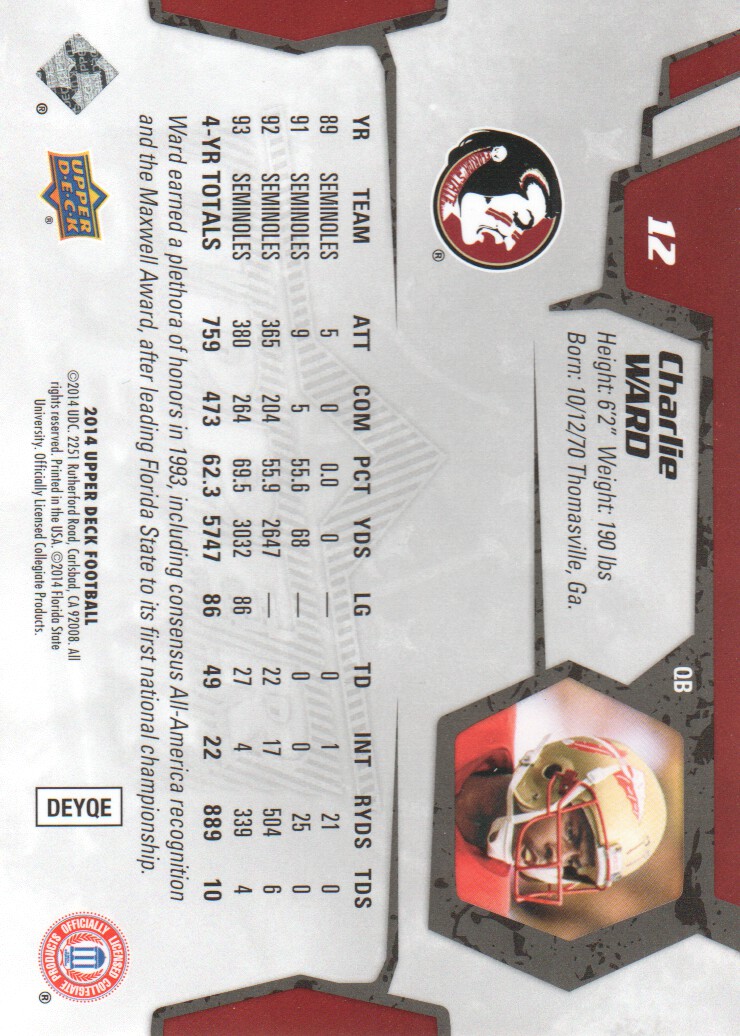 12
Charlie
WARD
Height: 6'2" Weight: 190 lbs
Born: 10/12/70 Thomasville, Ga.
QB
®
YR TEAM ATT COM PCT YDS LG TD INT RYDS TDS
89 SEMINOLES 5 0 0.0 0 — 0 1 21 0
91 SEMINOLES 9 5 55.6 68 — 0 0 25 0
92 SEMINOLES 365 204 55.9 2647 — 22 17 504 6
93 SEMINOLES 380 264 69.5 3032 86 27 4 339 4
4-YR TOTALS 759 473 62.3 5747 86 49 22 889 10
Ward earned a plethora of honors in 1993, including consensus All-America recognition
and the Maxwell Award, after leading Florida State to its first national championship.
®
UPPER
D·E·C·K
®
2014 UPPER DECK FOOTBALL
©2014 UDC. 2251 Rutherford Road, Carlsbad, CA 92008. All
rights reserved. Printed in the USA. ©2014 Florida State
University. Officially Licensed Collegiate Products.
DEYQE
OFFICIALLY LICENSED
COLLEGIATE PRODUCTS
®